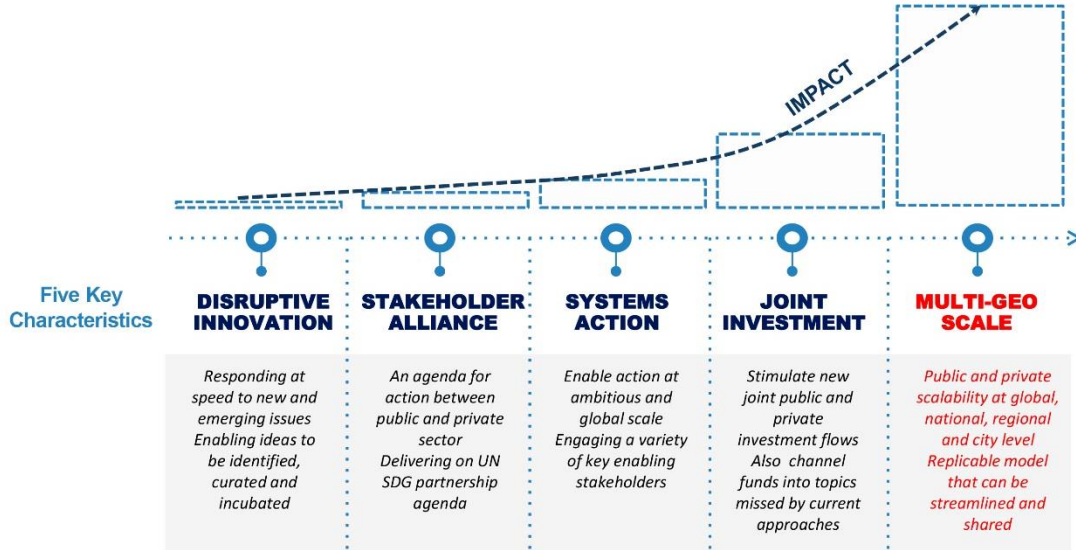 IMPACT
Five Key
Characteristics
DISRUPTIVE
INNOVATION
STAKEHOLDER
ALLIANCE
SYSTEMS
ACTION
JOINT
INVESTMENT
MULTI-GEO
SCALE
Responding at
speed to new and
emerging issues
Enabling ideas to
be identified,
curated and
incubated
An agenda for
action between
public and private
sector
Delivering on UN
SDG partnership
agenda
Enable action at
ambitious and
global scale
Engaging a variety
of key enabling
stakeholders
Stimulate new
joint public and
private
investment flows
Also channel
funds into topics
missed by current
approaches
Public and private
scalability at global,
national, regional
and city level
Replicable model
that can be
streamlined and
shared